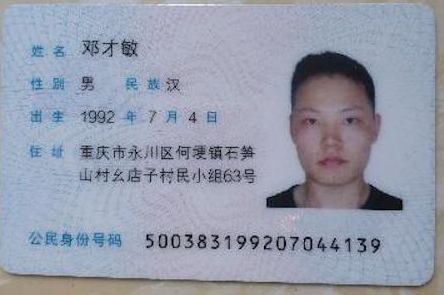 姓名 邓才敏
性别 男 民族 汉
出生 1992 年 7 月 4 日
住址 重庆市永川区何埂镇石笋
山村幺店子村民小组63号
公民身份号码 500383199207044139